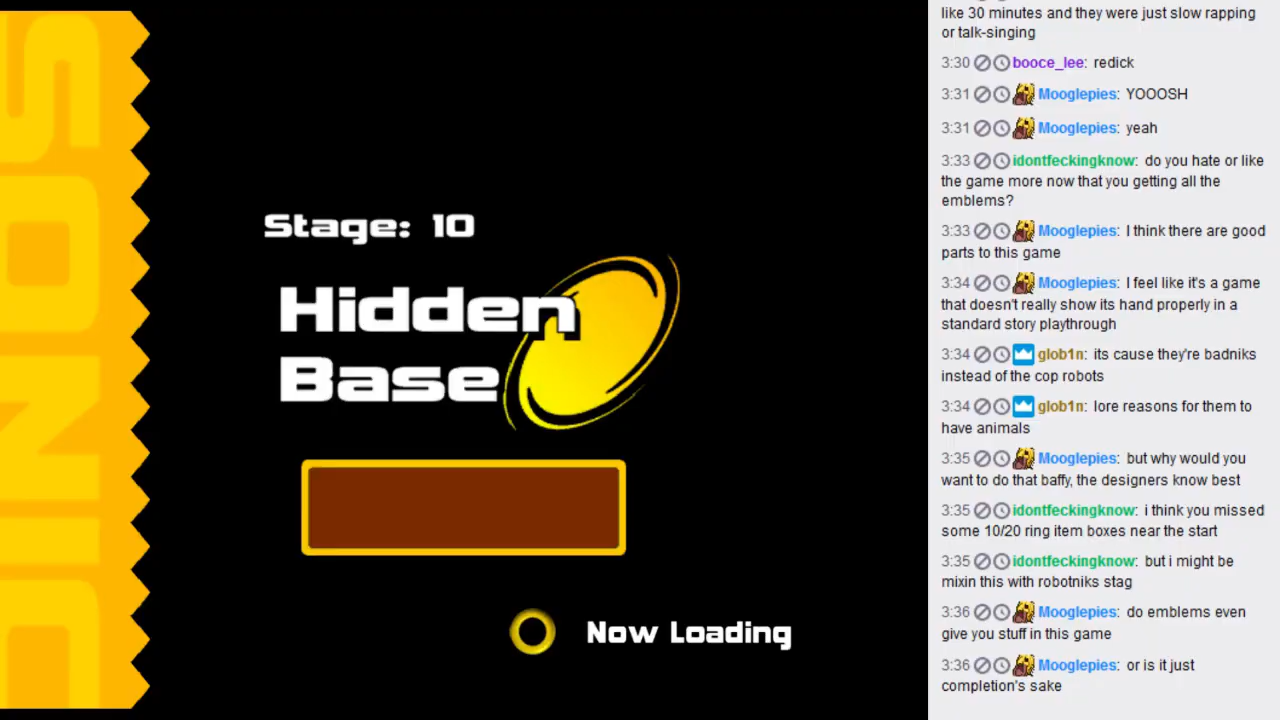 SONIC
Stage: 10
Hidden
Base
Now Loading
like 30 minutes and they were just slow rapping
or talk-singing
3:30 booce_lee: redick
3:31 Mooglepies: YOOOSH
3:31 Mooglepies: yeah
3:33 idontfeckingknow: do you hate or like
the game more now that you getting all the
emblems?
3:33 Mooglepies: I think there are good
parts to this game
3:34 Mooglepies: I feel like it's a game
that doesn't really show its hand properly in a
standard story playthrough
3:34 glob1n: its cause they're badniks
instead of the cop robots
3:34 glob1n: lore reasons for them to
have animals
3:35 Mooglepies: but why would you
want to do that baffy, the designers know best
3:35 idontfeckingknow: i think you missed
some 10/20 ring item boxes near the start
3:35 idontfeckingknow: but i might be
mixin this with robotniks stag
3:36 Mooglepies: do emblems even
give you stuff in this game
3:36 Mooglepies: or is it just
completion's sake